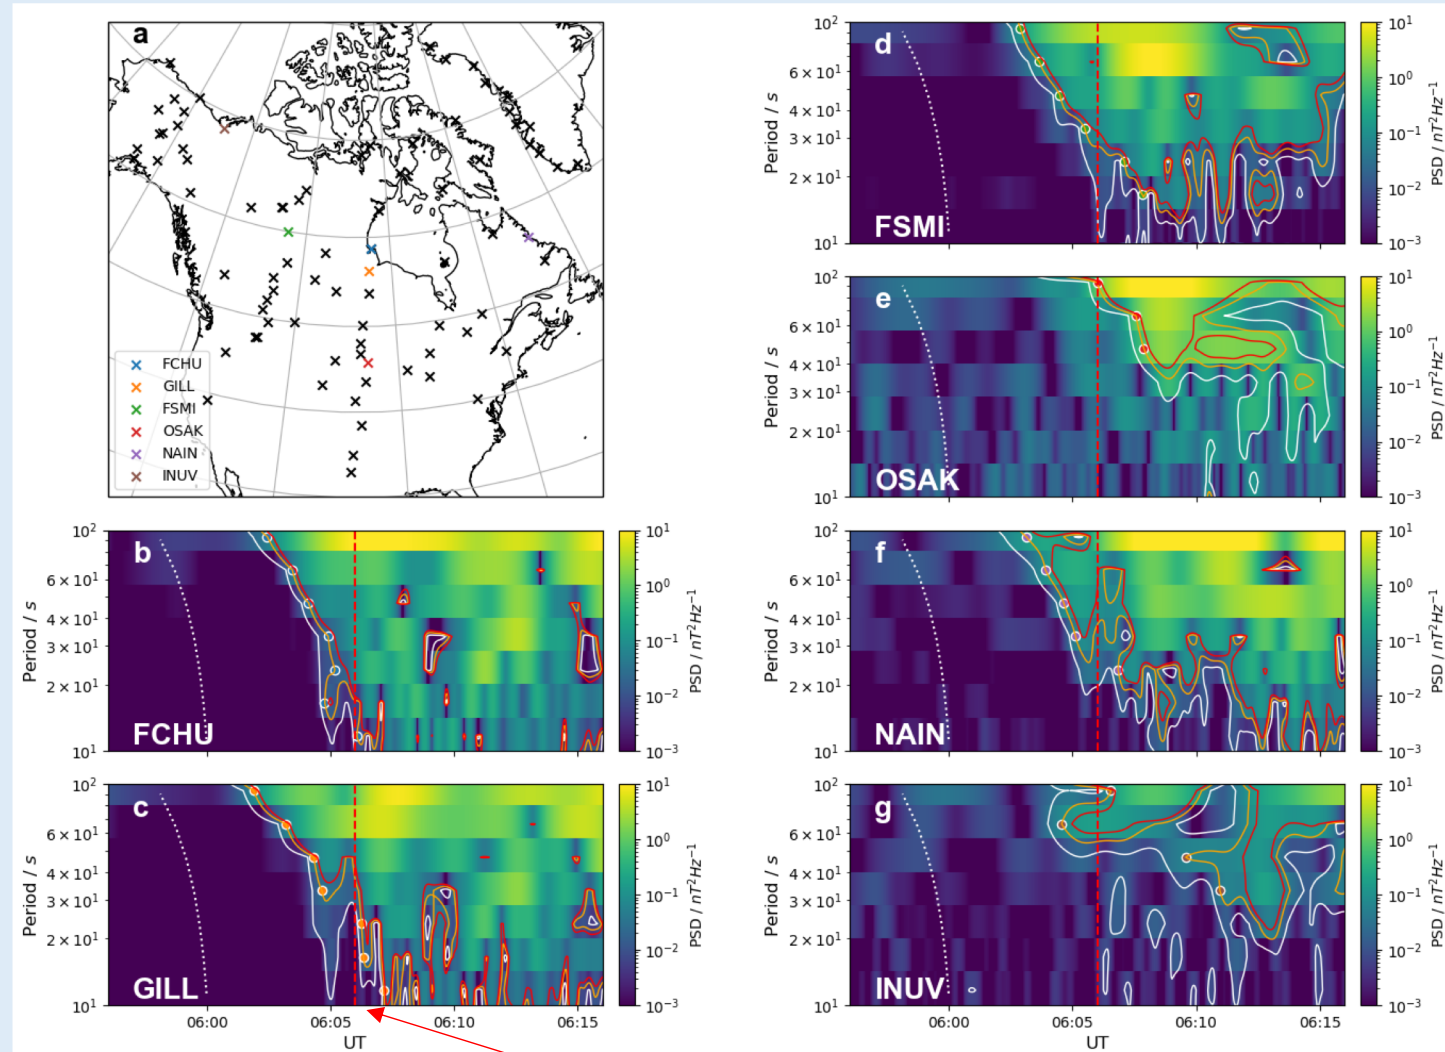 a
FCHU
GILL
FSMI
OSAK
NAIN
INUV
d
FSMI
10²
6 × 10¹
4 × 10¹
3 × 10¹
2 × 10¹
10¹
Period / s
10¹
10⁰
10⁻¹
10⁻²
10⁻³
PSD / nT²Hz⁻¹
e
OSAK
10²
6 × 10¹
4 × 10¹
3 × 10¹
2 × 10¹
10¹
Period / s
10¹
10⁰
10⁻¹
10⁻²
10⁻³
PSD / nT²Hz⁻¹
b
FCHU
10²
6 × 10¹
4 × 10¹
3 × 10¹
2 × 10¹
10¹
Period / s
10¹
10⁰
10⁻¹
10⁻²
10⁻³
PSD / nT²Hz⁻¹
f
NAIN
10²
6 × 10¹
4 × 10¹
3 × 10¹
2 × 10¹
10¹
Period / s
10¹
10⁰
10⁻¹
10⁻²
10⁻³
PSD / nT²Hz⁻¹
c
GILL
10²
6 × 10¹
4 × 10¹
3 × 10¹
2 × 10¹
10¹
Period / s
10¹
10⁰
10⁻¹
10⁻²
10⁻³
PSD / nT²Hz⁻¹
06:00 06:05 06:10 06:15
UT
g
INUV
10²
6 × 10¹
4 × 10¹
3 × 10¹
2 × 10¹
10¹
Period / s
10¹
10⁰
10⁻¹
10⁻²
10⁻³
PSD / nT²Hz⁻¹
06:00 06:05 06:10 06:15
UT